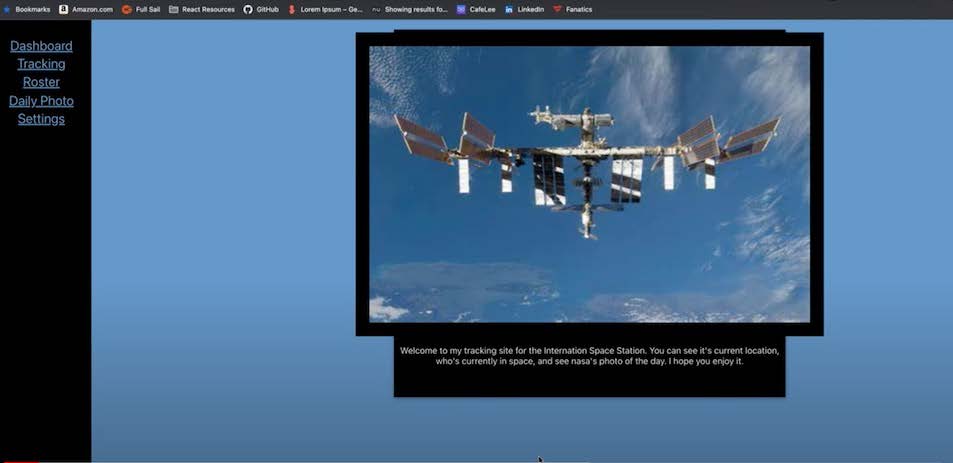 Bookmarks Amazon.com Full Sail React Resources GitHub Lorem Ipsum – Ge... Showing results fo... CafeLee LinkedIn Fanatics
Dashboard
Tracking
Roster
Daily Photo
Settings
Welcome to my tracking site for the Internation Space Station. You can see it's current location,
who's currently in space, and see nasa's photo of the day. I hope you enjoy it.